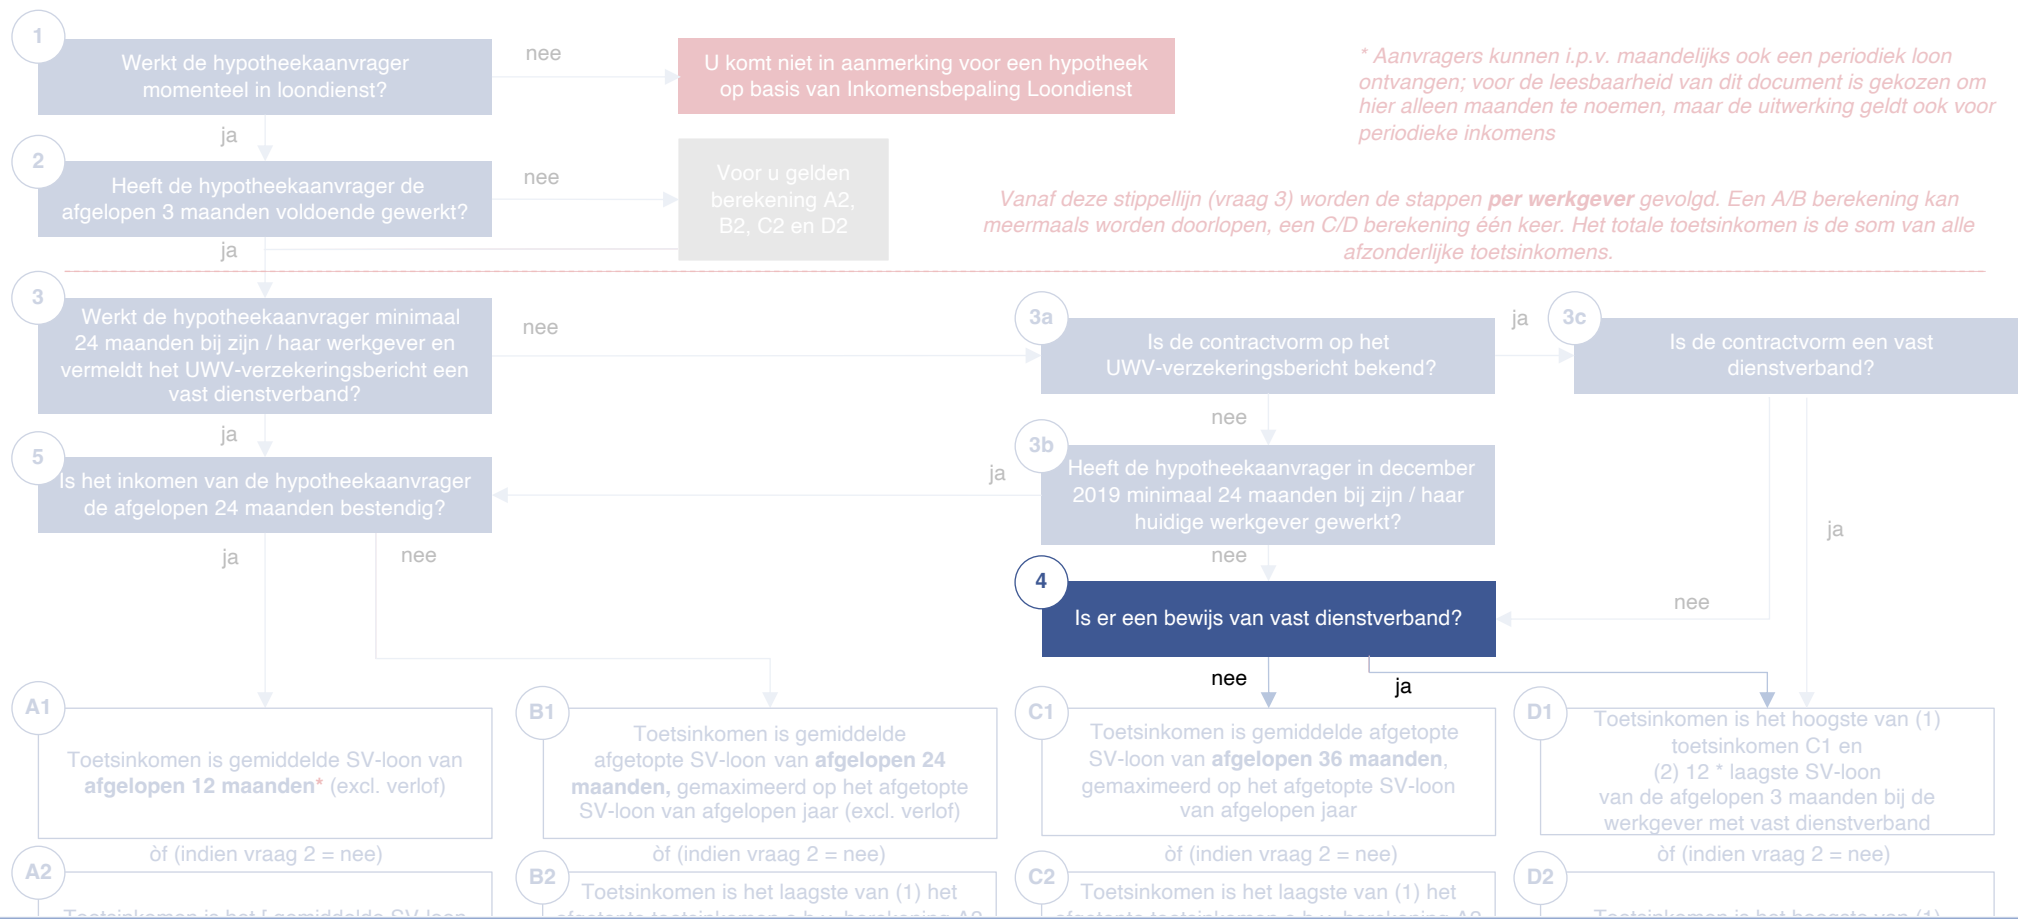 1
Werkt de hypotheekaanvrager
momenteel in loondienst?
nee
U komt niet in aanmerking voor een hypotheek
op basis van Inkomensbepaling Loondienst
* Aanvragers kunnen i.p.v. maandelijks ook een periodiek loon
ontvangen; voor de leesbaarheid van dit document is gekozen om
hier alleen maanden te noemen, maar de uitwerking geldt ook voor
periodieke inkomens
ja
2
Heeft de hypotheekaanvrager de
afgelopen 3 maanden voldoende gewerkt?
nee
Voor u gelden
berekening A2,
B2, C2 en D2
Vanaf deze stippellijn (vraag 3) worden de stappen per werkgever gevolgd. Een A/B berekening kan
meermaals worden doorlopen, een C/D berekening één keer. Het totale toetsinkomen is de som van alle
afzonderlijke toetsinkomens.
ja
3
Werkt de hypotheekaanvrager minimaal
24 maanden bij zijn / haar werkgever en
vermeldt het UWV-verzekeringsbericht een
vast dienstverband?
nee
3a
Is de contractvorm op het
UWV-verzekeringsbericht bekend?
ja
3c
Is de contractvorm een vast
dienstverband?
ja
nee
5
Is het inkomen van de hypotheekaanvrager
de afgelopen 24 maanden bestendig?
ja
3b
Heeft de hypotheekaanvrager in december
2019 minimaal 24 maanden bij zijn / haar
huidige werkgever gewerkt?
ja
ja
nee
nee
4
Is er een bewijs van vast dienstverband?
nee
nee
ja
A1
Toetsinkomen is gemiddelde SV-loon van
afgelopen 12 maanden* (excl. verlof)
B1
Toetsinkomen is gemiddelde
afgetopte SV-loon van afgelopen 24
maanden, gemaximeerd op het afgetopte
SV-loon van afgelopen jaar (excl. verlof)
C1
Toetsinkomen is gemiddelde afgetopte
SV-loon van afgelopen 36 maanden,
gemaximeerd op het afgetopte SV-loon
van afgelopen jaar
D1
Toetsinkomen is het hoogste van (1)
toetsinkomen C1 en
(2) 12 * laagste SV-loon
van de afgelopen 3 maanden bij de
werkgever met vast dienstverband
òf (indien vraag 2 = nee)
òf (indien vraag 2 = nee)
òf (indien vraag 2 = nee)
òf (indien vraag 2 = nee)
A2
B2
Toetsinkomen is het laagste van (1) het
C2
Toetsinkomen is het laagste van (1) het
D2